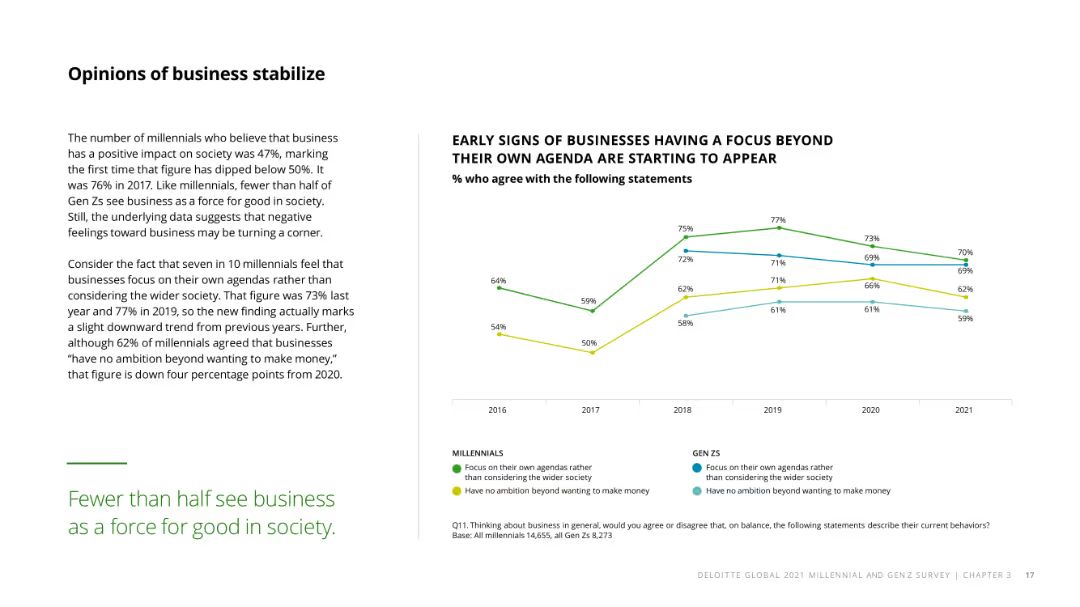 Opinions of business stabilize
The number of millennials who believe that business
has a positive impact on society was 47%, marking
the first time that figure has dipped below 50%. It
was 76% in 2017. Like millennials, fewer than half of
Gen Zs see business as a force for good in society.
Still, the underlying data suggests that negative
feelings toward business may be turning a corner.
Consider the fact that seven in 10 millennials feel that
businesses focus on their own agendas rather than
considering the wider society. That figure was 73% last
year and 77% in 2019, so the new finding actually marks
a slight downward trend from previous years. Further,
although 62% of millennials agreed that businesses
“have no ambition beyond wanting to make money,”
that figure is down four percentage points from 2020.
Fewer than half see business
as a force for good in society.
EARLY SIGNS OF BUSINESSES HAVING A FOCUS BEYOND
THEIR OWN AGENDA ARE STARTING TO APPEAR
% who agree with the following statements
64%
59%
75%
77%
73%
70%
72%
71%
69%
69%
54%
50%
62%
71%
66%
62%
58%
61%
61%
59%
2016 2017 2018 2019 2020 2021
MILLENNIALS
Focus on their own agendas rather
than considering the wider society
Have no ambition beyond wanting to make money
GEN ZS
Focus on their own agendas rather
than considering the wider society
Have no ambition beyond wanting to make money
Q11. Thinking about business in general, would you agree or disagree that, on balance, the following statements describe their current behaviors?
Base: All millennials 14,655, all Gen Zs 8,273
DELOITTE GLOBAL 2021 MILLENNIAL AND GEN Z SURVEY | CHAPTER 3 17